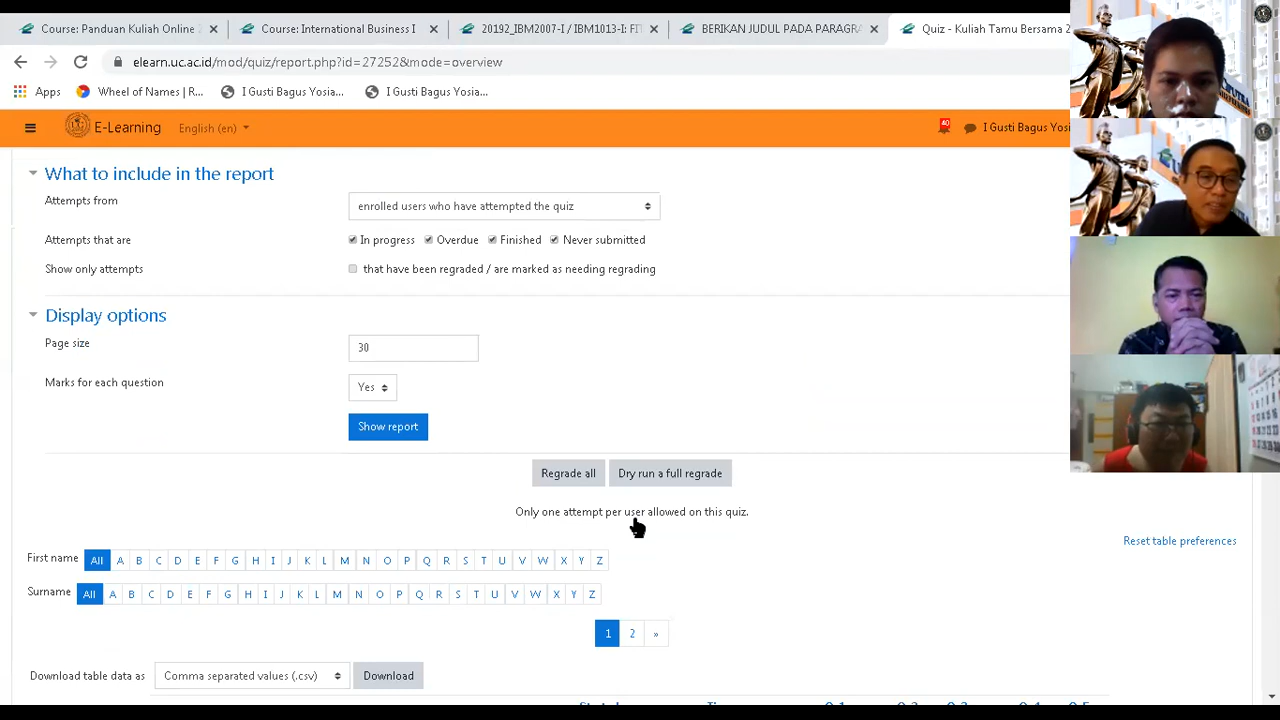 Course: Panduan Kuliah Online
Course: International Business
20192_IBM2007 - IBM1013-I: FIT
BERIKAN JUDUL PADA PARAGRA
Quiz - Kuliah Tamu Bersama 2
elearn.uc.ac.id/mod/quiz/report.php?id=27252&mode=overview
Apps
Wheel of Names | R...
I Gusti Bagus Yosia...
I Gusti Bagus Yosia...
E-Learning
English (en)
40
I Gusti Bagus Yosi
What to include in the report
Attempts from
enrolled users who have attempted the quiz
Attempts that are
In progress
Overdue
Finished
Never submitted
Show only attempts
that have been regraded / are marked as needing regrading
Display options
Page size
30
Marks for each question
Yes
Show report
Regrade all
Dry run a full regrade
Only one attempt per user allowed on this quiz.
Reset table preferences
First name All A B C D E F G H I J K L M N O P Q R S T U V W X Y Z
Surname All A B C D E F G H I J K L M N O P Q R S T U V W X Y Z
1 2 »
Download table data as
Comma separated values (.csv)
Download